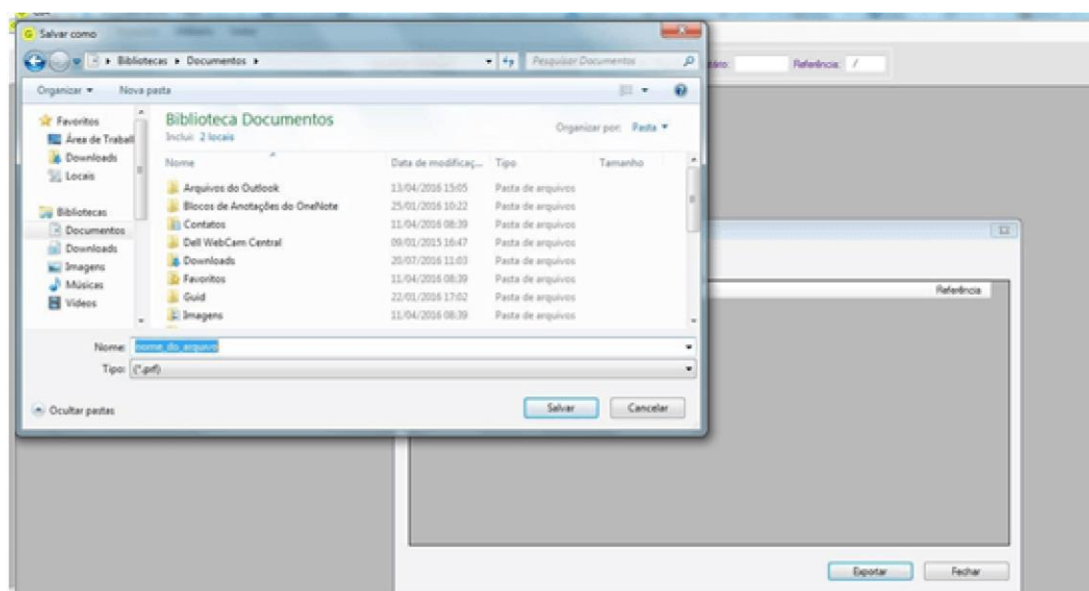 Salvar como
Bibliotecas ▸ Documentos ▸
Pesquisar Documentos
Referência: /
Organizar
Nova pasta
Favoritos
Área de Traball
Downloads
Locais
Bibliotecas
Documentos
Downloads
Imagens
Músicas
Vídeos
Biblioteca Documentos
Inclui: 2 locais
Organizar por: Pasta
Nome Data de modificaç... Tipo Tamanho
Arquivos do Outlook 13/04/2016 15:05 Pasta de arquivos
Blocos de Anotações do OneNote 25/01/2016 10:22 Pasta de arquivos
Contatos 11/04/2016 08:39 Pasta de arquivos
Dell WebCam Central 09/01/2015 16:47 Pasta de arquivos
Downloads 20/07/2016 11:03 Pasta de arquivos
Favoritos 11/04/2016 08:39 Pasta de arquivos
Guid 22/01/2016 17:02 Pasta de arquivos
Imagens 11/04/2016 08:39 Pasta de arquivos
Nome: nome_do_arquivo
Tipo: (*.prf)
Ocultar pastas
Salvar
Cancelar
Referência
Exportar
Fechar